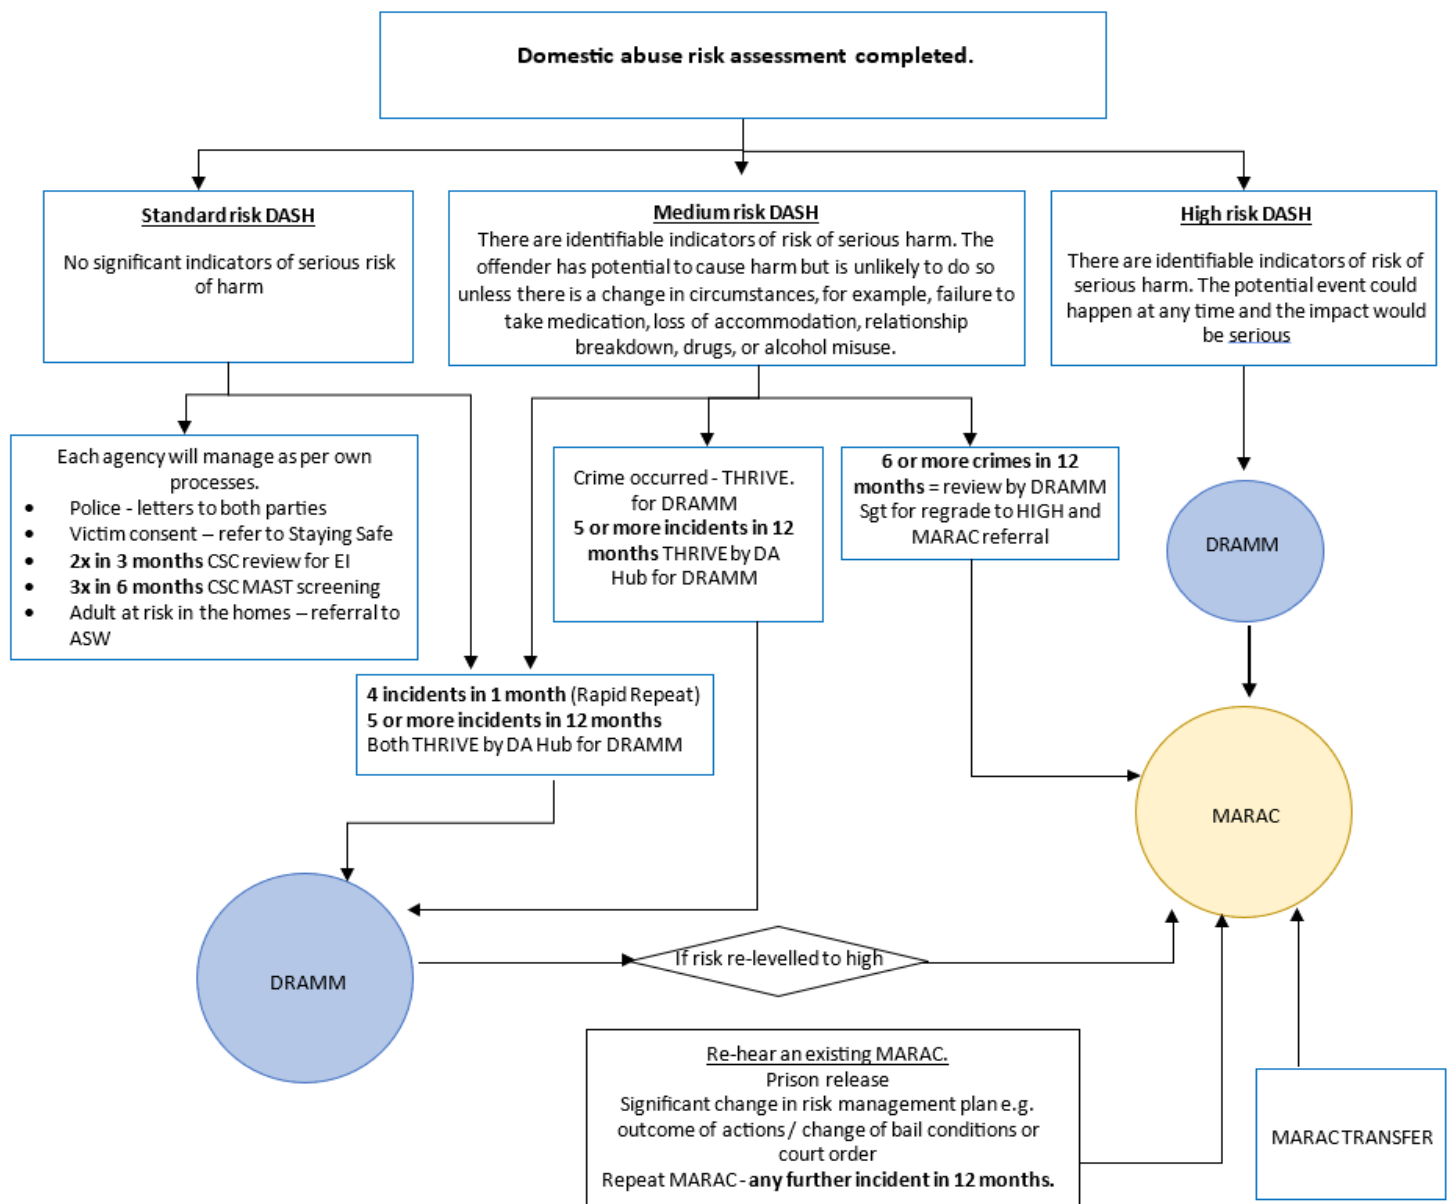 Domestic abuse risk assessment completed.
Standard risk DASH
No significant indicators of serious risk
of harm
Medium risk DASH
There are identifiable indicators of risk of serious harm. The
offender has potential to cause harm but is unlikely to do so
unless there is a change in circumstances, for example, failure to
take medication, loss of accommodation, relationship
breakdown, drugs, or alcohol misuse.
High risk DASH
There are identifiable indicators of risk of
serious harm. The potential event could
happen at any time and the impact would
be serious
Each agency will manage as per own
processes.
• Police - letters to both parties
• Victim consent – refer to Staying Safe
• 2x in 3 months CSC review for EI
• 3x in 6 months CSC MAST screening
• Adult at risk in the homes – referral to
ASW
Crime occurred - THRIVE.
for DRAMM
5 or more incidents in 12
months THRIVE by DA
Hub for DRAMM
6 or more crimes in 12
months = review by DRAMM
Sgt for regrade to HIGH and
MARAC referral
DRAMM
4 incidents in 1 month (Rapid Repeat)
5 or more incidents in 12 months
Both THRIVE by DA Hub for DRAMM
MARAC
DRAMM
If risk re-levelled to high
Re-hear an existing MARAC.
Prison release
Significant change in risk management plan e.g.
outcome of actions / change of bail conditions or
court order
Repeat MARAC - any further incident in 12 months.
MARAC TRANSFER